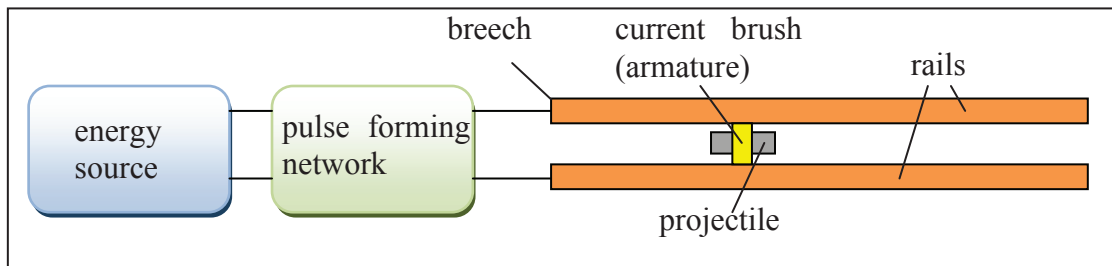 breech
current brush
(armature)
rails
energy
source
pulse forming
network
projectile